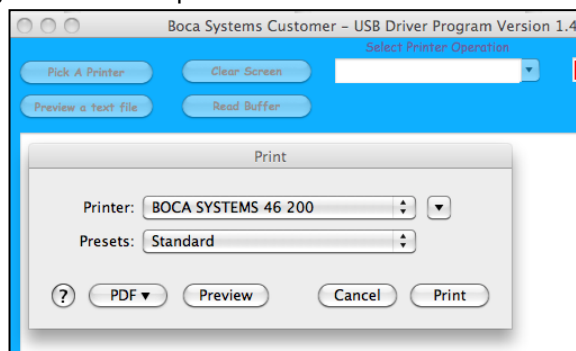 Boca Systems Customer – USB Driver Program Version 1.4
Select Printer Operation
Pick A Printer
Clear Screen
Preview a text file
Read Buffer
Print
Printer: BOCA SYSTEMS 46 200
Presets: Standard
? PDF▼ Preview Cancel Print